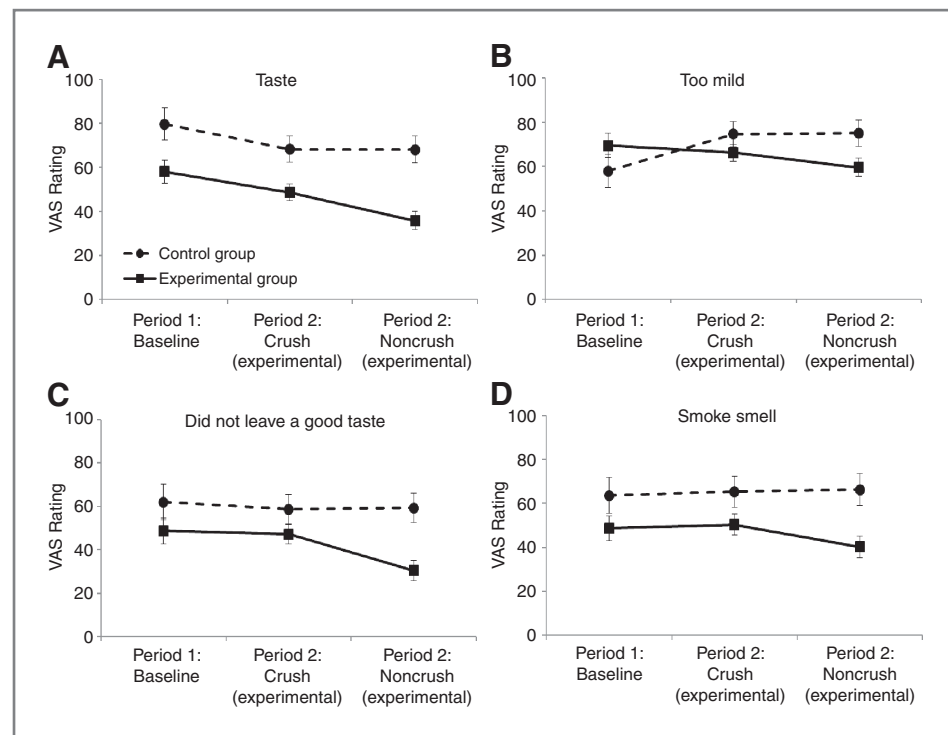 A
Taste
100
80
60
40
20
0
VAS Rating
Control group
Experimental group
Period 1:
Baseline
Period 2:
Crush
(experimental)
Period 2:
Noncrush
(experimental)
B
Too mild
100
80
60
40
20
0
VAS Rating
Period 1:
Baseline
Period 2:
Crush
(experimental)
Period 2:
Noncrush
(experimental)
C
Did not leave a good taste
100
80
60
40
20
0
VAS Rating
Period 1:
Baseline
Period 2:
Crush
(experimental)
Period 2:
Noncrush
(experimental)
D
Smoke smell
100
80
60
40
20
0
VAS Rating
Period 1:
Baseline
Period 2:
Crush
(experimental)
Period 2:
Noncrush
(experimental)